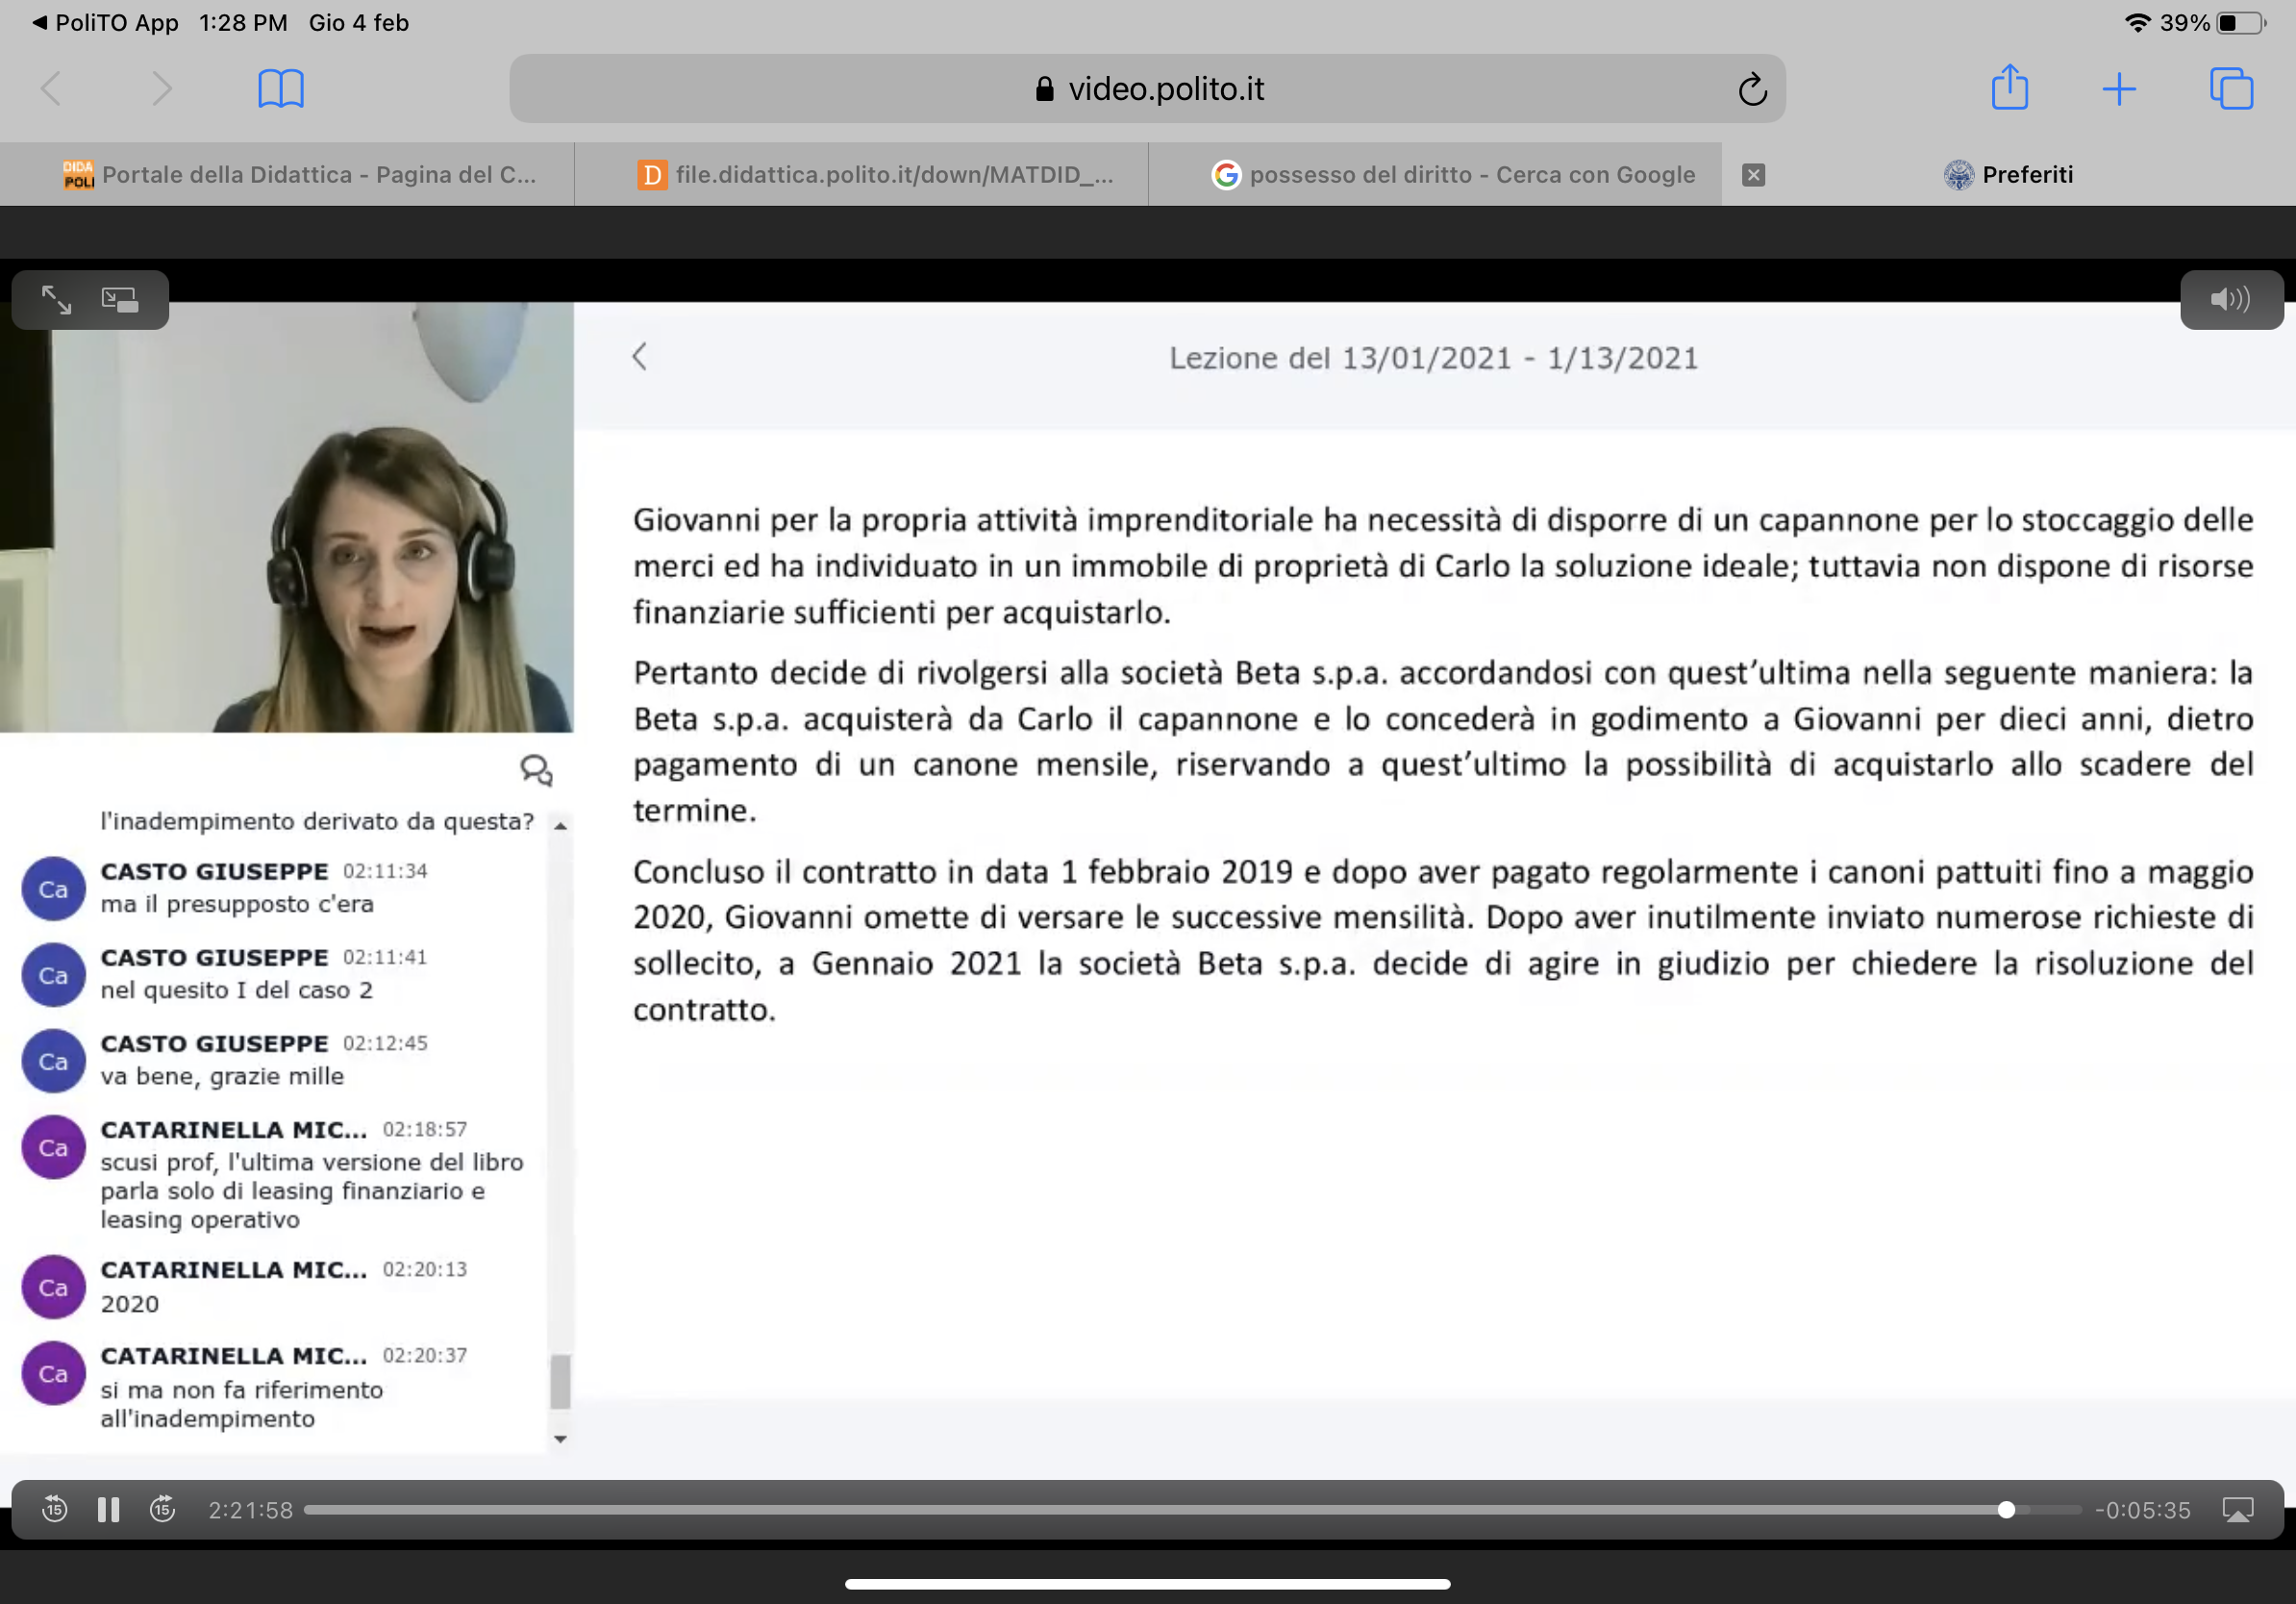 PoliTO App 1:28 PM Gio 4 feb 39%
video.polito.it
DIDA POLI Portale della Didattica - Pagina del C...
D file.didattica.polito.it/down/MATDID_...
G possesso del diritto - Cerca con Google
Preferiti
Lezione del 13/01/2021 - 1/13/2021
Giovanni per la propria attività imprenditoriale ha necessità di disporre di un capannone per lo stoccaggio delle
merci ed ha individuato in un immobile di proprietà di Carlo la soluzione ideale; tuttavia non dispone di risorse
finanziarie sufficienti per acquistarlo.
Pertanto decide di rivolgersi alla società Beta s.p.a. accordandosi con quest'ultima nella seguente maniera: la
Beta s.p.a. acquisterà da Carlo il capannone e lo concederà in godimento a Giovanni per dieci anni, dietro
pagamento di un canone mensile, riservando a quest'ultimo la possibilità di acquistarlo allo scadere del
termine.
Concluso il contratto in data 1 febbraio 2019 e dopo aver pagato regolarmente i canoni pattuiti fino a maggio
2020, Giovanni omette di versare le successive mensilità. Dopo aver inutilmente inviato numerose richieste di
sollecito, a Gennaio 2021 la società Beta s.p.a. decide di agire in giudizio per chiedere la risoluzione del
contratto.
l'inadempimento derivato da questa?
Ca CASTO GIUSEPPE 02:11:34
ma il presupposto c'era
Ca CASTO GIUSEPPE 02:11:41
nel quesito I del caso 2
Ca CASTO GIUSEPPE 02:12:45
va bene, grazie mille
Ca CATARINELLA MIC... 02:18:57
scusi prof, l'ultima versione del libro
parla solo di leasing finanziario e
leasing operativo
Ca CATARINELLA MIC... 02:20:13
2020
Ca CATARINELLA MIC... 02:20:37
si ma non fa riferimento
all'inadempimento
15 15 2:21:58 -0:05:35